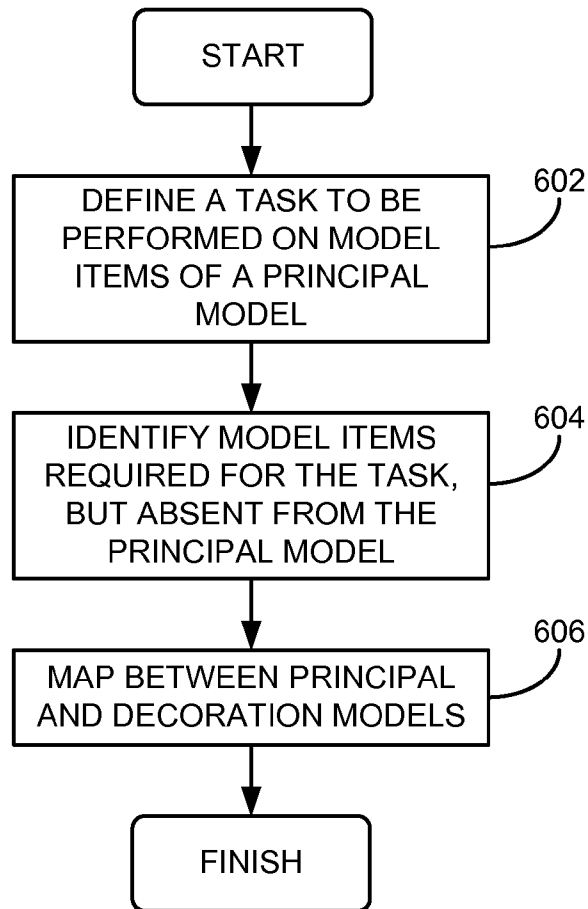 START
602
DEFINE A TASK TO BE
PERFORMED ON MODEL
ITEMS OF A PRINCIPAL
MODEL
604
IDENTIFY MODEL ITEMS
REQUIRED FOR THE TASK,
BUT ABSENT FROM THE
PRINCIPAL MODEL
606
MAP BETWEEN PRINCIPAL
AND DECORATION MODELS
FINISH